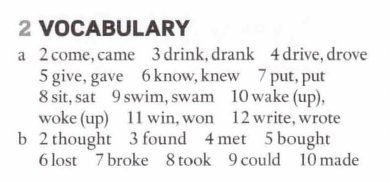 2 VOCABULARY
a 2 come, came 3 drink, drank 4 drive, drove
5 give, gave 6 know, knew 7 put, put
8 sit, sat 9 swim, swam 10 wake (up),
woke (up) 11 win, won 12 write, wrote
b 2 thought 3 found 4 met 5 bought
6 lost 7 broke 8 took 9 could 10 made